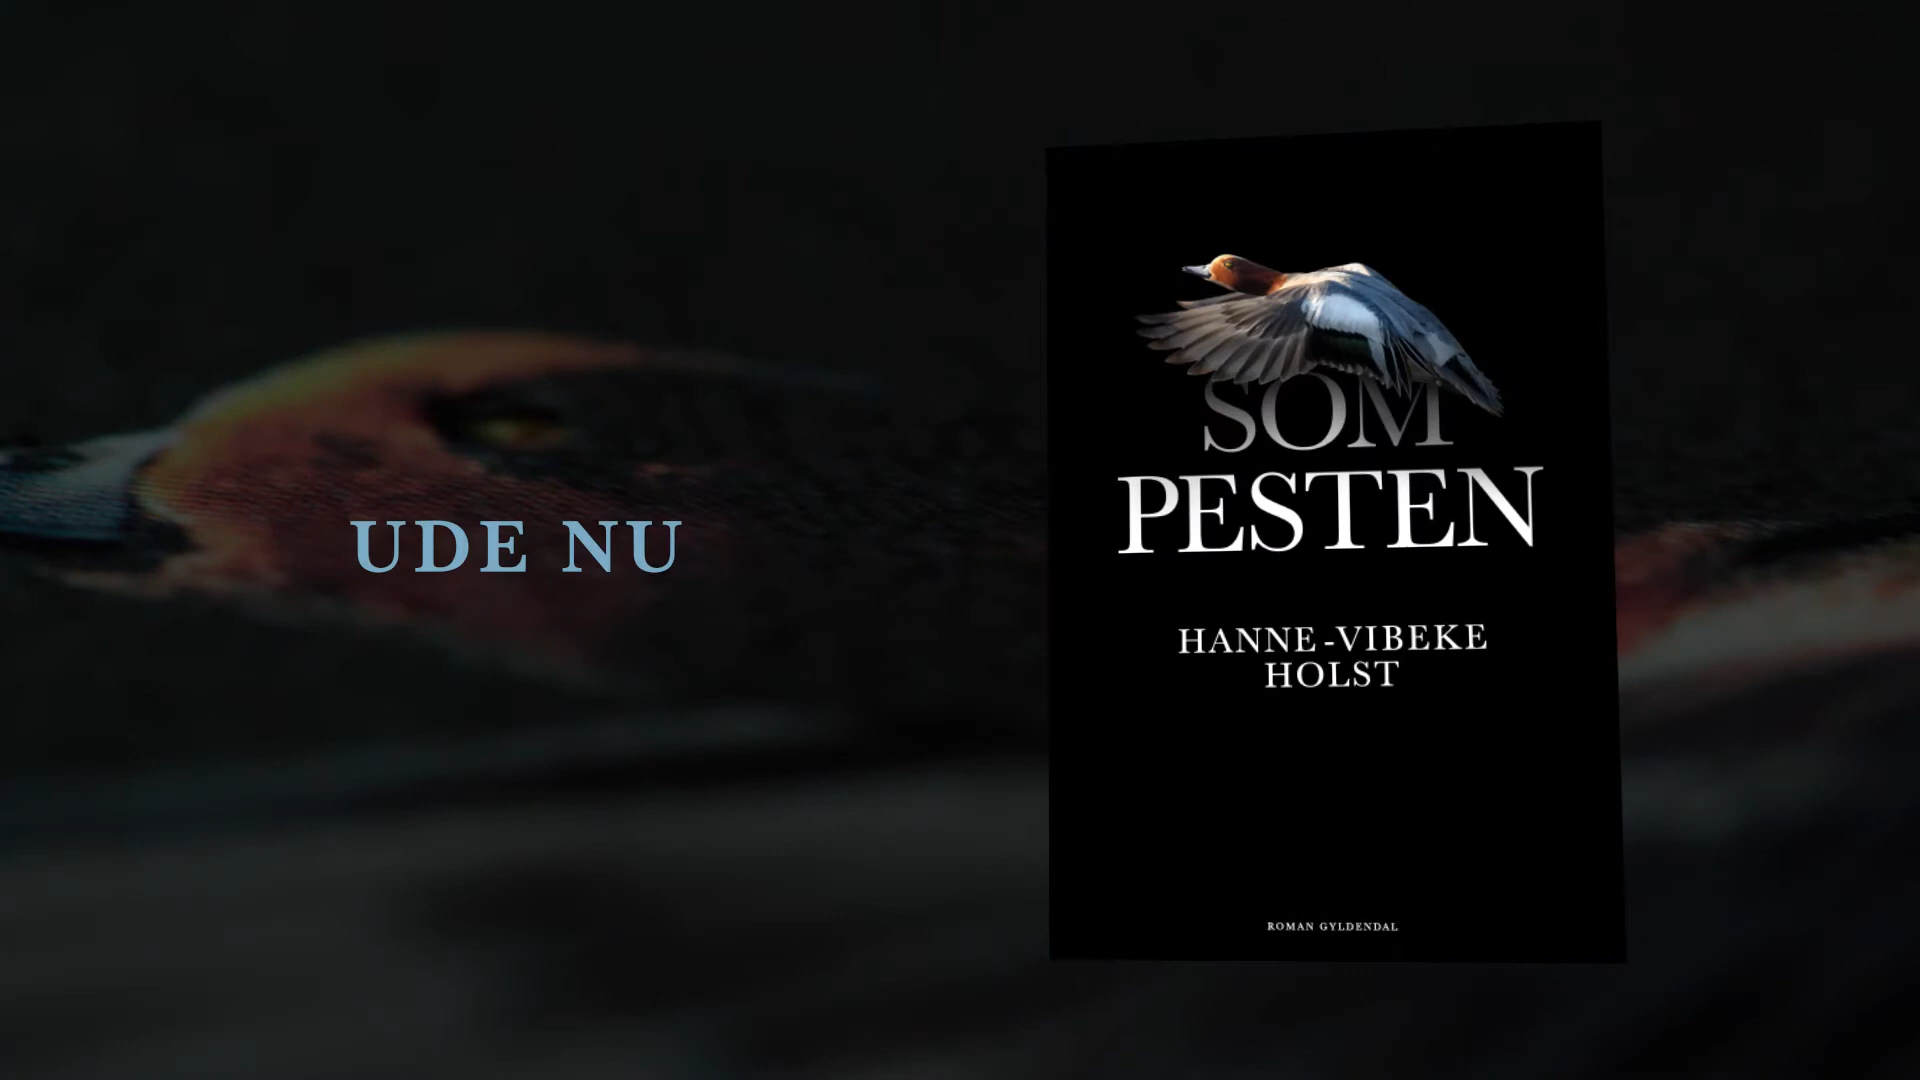 UDE NU
SOM
PESTEN
HANNE-VIBEKE
HOLST
ROMAN GYLDENDAL